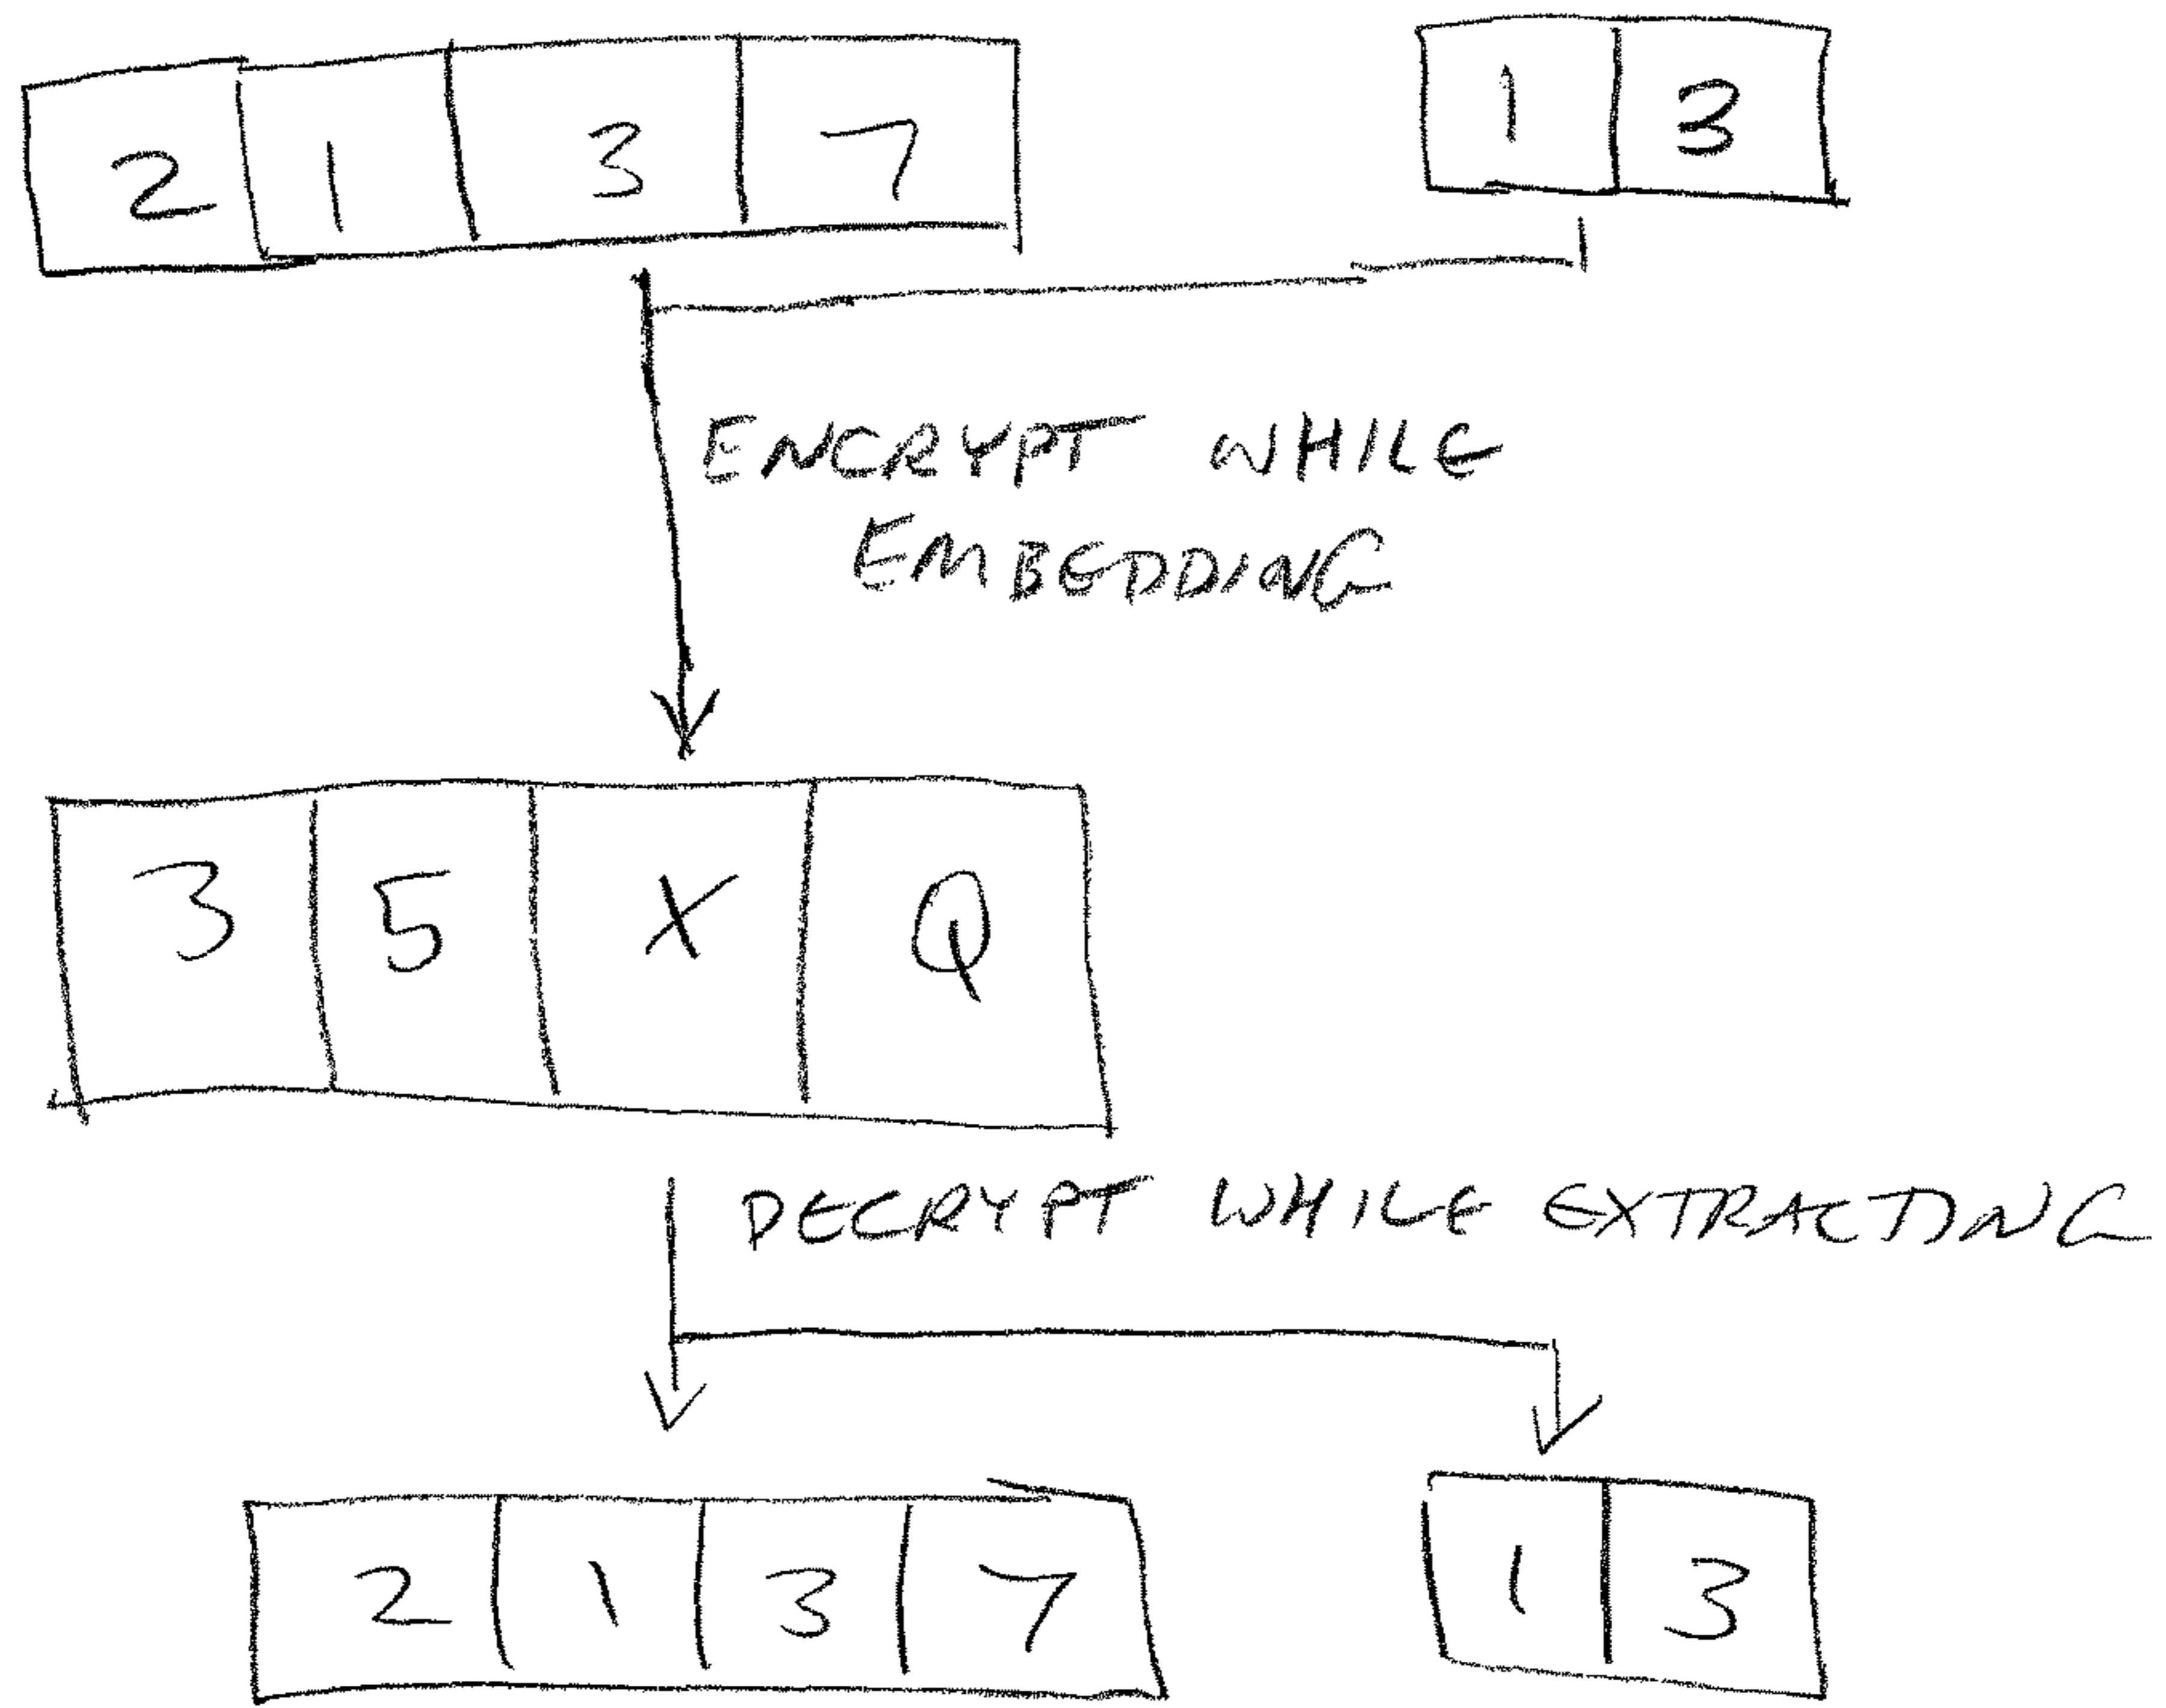 2 1 3 7
1 3
ENCRYPT WHILE
EMBEDDING
3 5 X Q
DECRYPT WHILE EXTRACTING
2 1 3 7
1 3